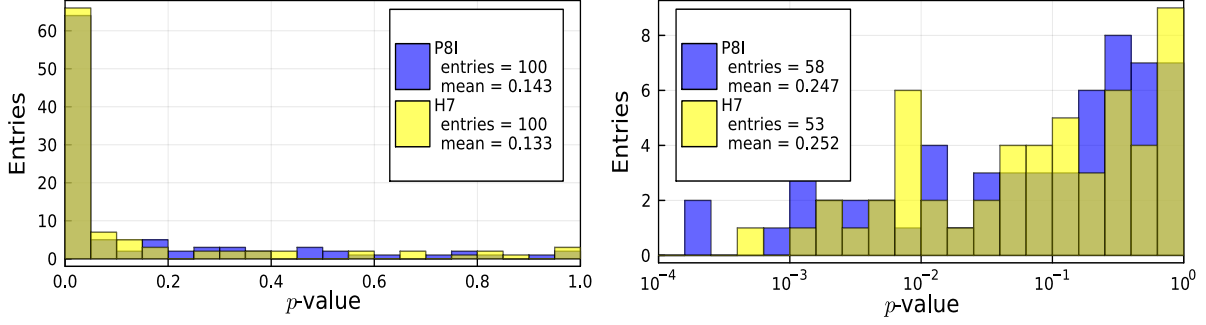 60
50
40
30
20
10
0
Entries
P8I
entries = 100
mean = 0.143
H7
entries = 100
mean = 0.133
0.0 0.2 0.4 0.6 0.8 1.0
p-value
8
6
4
2
0
Entries
P8I
entries = 58
mean = 0.247
H7
entries = 53
mean = 0.252
10⁻⁴ 10⁻³ 10⁻² 10⁻¹ 10⁰
p-value